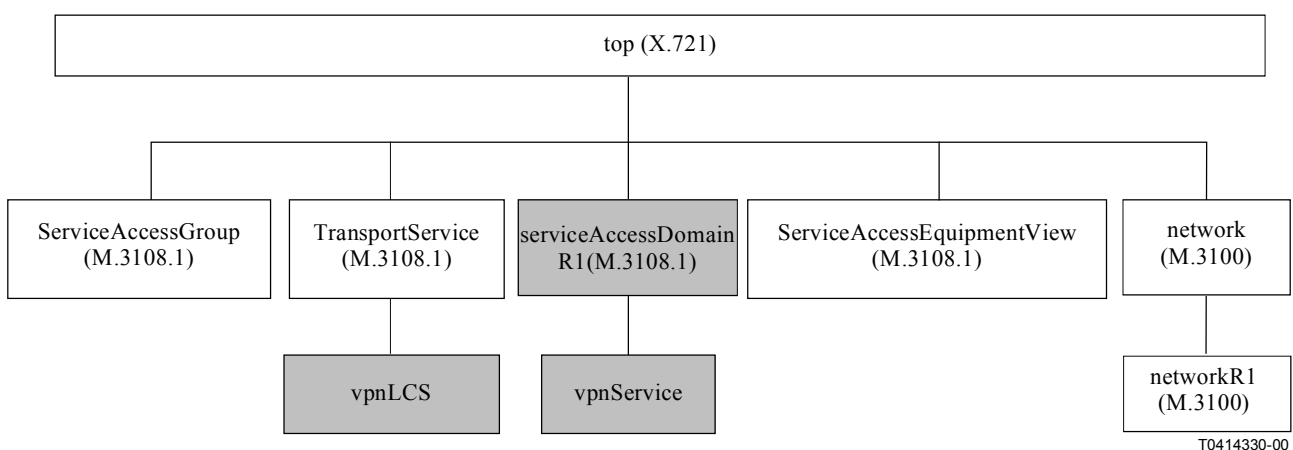 top (X.721)
ServiceAccessGroup
(M.3108.1)
TransportService
(M.3108.1)
serviceAccessDomain
R1(M.3108.1)
ServiceAccessEquipmentView
(M.3108.1)
network
(M.3100)
vpnLCS
vpnService
networkR1
(M.3100)
T0414330-00